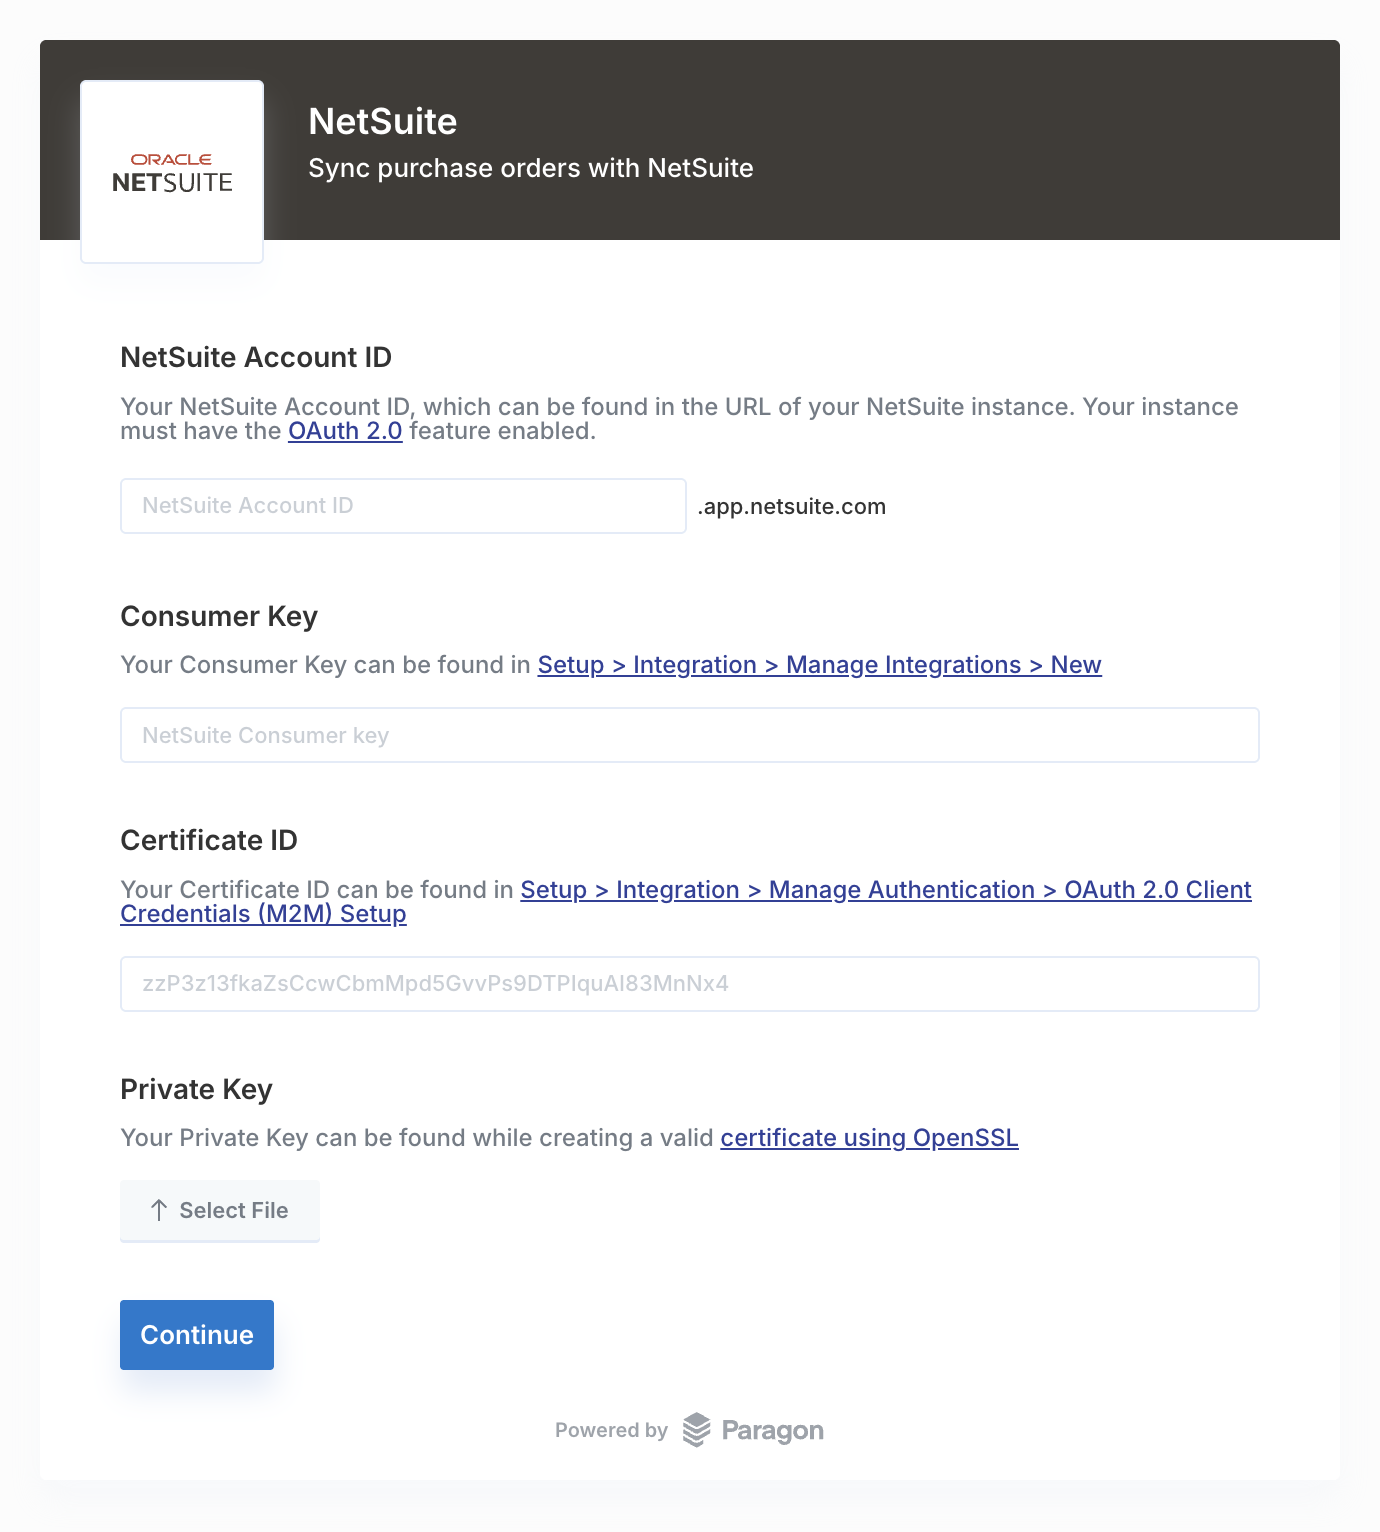 ORACLE
NETSUITE
NetSuite
Sync purchase orders with NetSuite
NetSuite Account ID
Your NetSuite Account ID, which can be found in the URL of your NetSuite instance. Your instance
must have the OAuth 2.0 feature enabled.
NetSuite Account ID
.app.netsuite.com
Consumer Key
Your Consumer Key can be found in Setup > Integration > Manage Integrations > New
NetSuite Consumer key
Certificate ID
Your Certificate ID can be found in Setup > Integration > Manage Authentication > OAuth 2.0 Client
Credentials (M2M) Setup
zzP3z13fkaZsCcwCbmMpd5GvvPs9DTPIquAI83MnNx4
Private Key
Your Private Key can be found while creating a valid certificate using OpenSSL
↑ Select File
Continue
Powered by Paragon